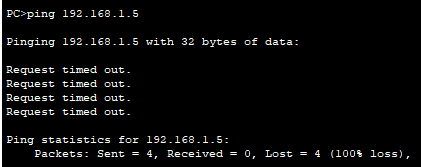 PC>ping 192.168.1.5
Pinging 192.168.1.5 with 32 bytes of data:
Request timed out.
Request timed out.
Request timed out.
Request timed out.
Ping statistics for 192.168.1.5:
Packets: Sent = 4, Received = 0, Lost = 4 (100% loss),